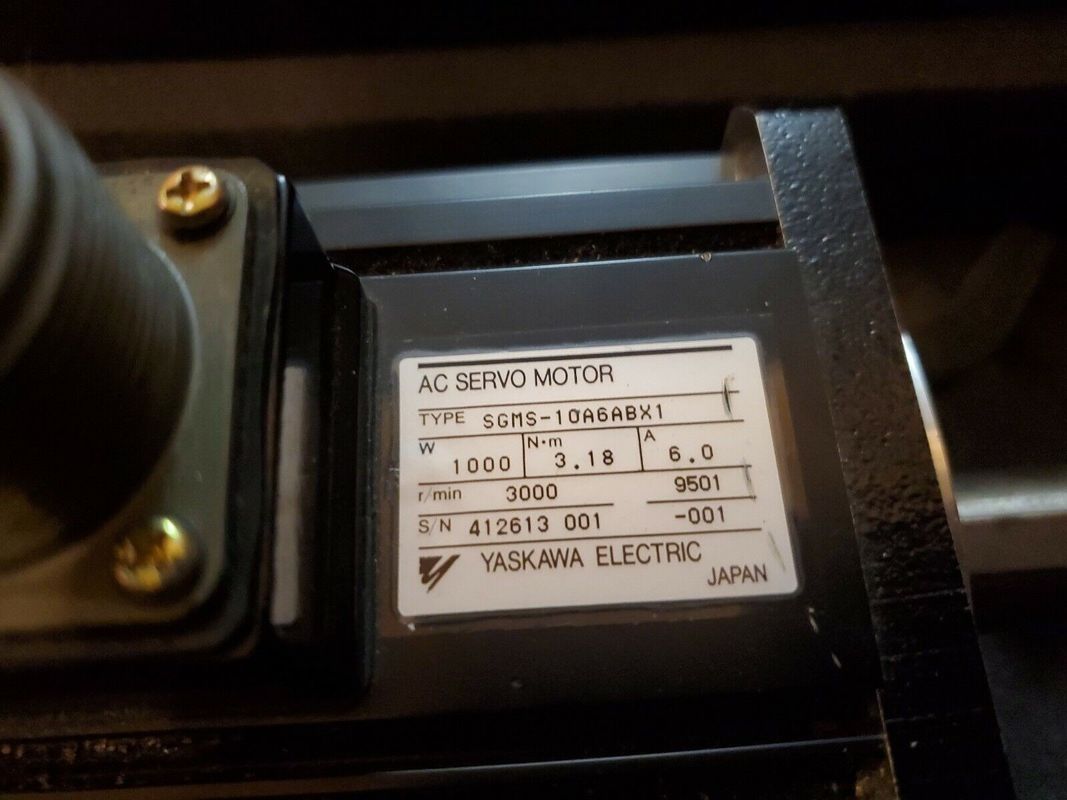 AC SERVO MOTOR
TYPE SGMS-10A6ABX1
W 1000 N·m 3.18 A 6.0
r/min 3000 9501
S/N 412613 001 -001
YASKAWA ELECTRIC
JAPAN